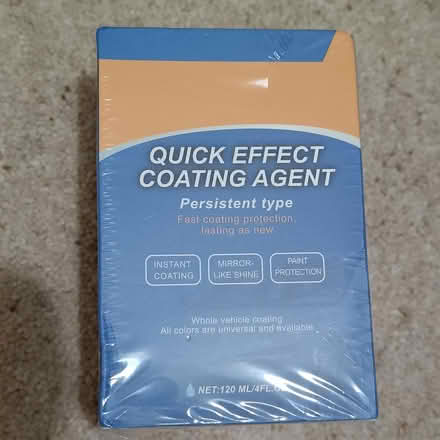 QUICK EFFECT
COATING AGENT
Persistent type
Fast coating protection,
lasting as new
INSTANT
COATING
MIRROR-
LIKE SHINE
PAINT
PROTECTION
Whole vehicle coating
All colors are universal and available
NET:120 ML/4FL.